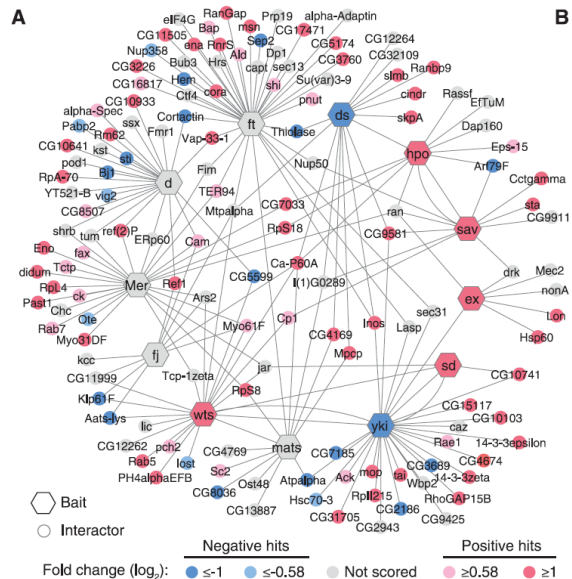 A
B
eIF4G
RanGap
Prp19
alpha-Adaptin
CG11505
Bap
msn
CG17471
Nup358
ena
RnrS
Sep2
CG5174
CG12264
CG3226
Bub3
Hrs
Ald
Dp1
CG3760
CG32109
CG16817
Hem
capt
sec13
Su(var)3-9
slmb
Ranbp9
CG10933
Ctf4
cora
shi
cindr
Rassf
alpha-Spec
Cortactin
pnut
ds
skpA
EfTuM
Pabp2
ssx
ft
Thiolase
Dap160
Rm62
Fmr1
Vap-33-1
hpo
Eps-15
CG10641
kst
pod1
sti
Fim
Nup50
Arf79F
RpA-70
Bj1
d
Cctgamma
YT521-B
vig2
TER94
CG7033
ran
sta
CG8507
Mtpalpha
sav
CG9911
shrb
tum
ref(2)P
ERp60
Cam
RpS18
CG9581
Eno
fax
Ca-P60A
drk
Mec2
didum
Tctp
CG5599
l(1)G0289
RpL4
ck
Mer
Ref1
ex
nonA
Past1
Chc
Ars2
sec31
Lon
Rab7
Ote
Myo61F
Cp1
Inos
Lasp
Hsp60
Myo31DF
CG4169
kcc
fj
Mpcp
sd
CG10741
CG11999
Tcp-1zeta
jar
Klp61F
RpS8
CG15117
Aats-lys
wts
yki
CG10103
lic
mats
caz
14-3-3epsilon
CG12262
pch2
CG4769
CG7185
Rae1
Rab5
lost
Sc2
Ack
mop
tai
CG3689
CG4674
PH4alphaEFB
CG8036
Ost48
Atpalpha
Wbp2
14-3-3zeta
Hsc70-3
RpII215
RhoGAP15B
CG13887
CG31705
CG2186
CG9425
CG2943
Bait
Interactor
Negative hits
Positive hits
Fold change (log2):
≤-1
≤-0.58
Not scored
≥0.58
≥1